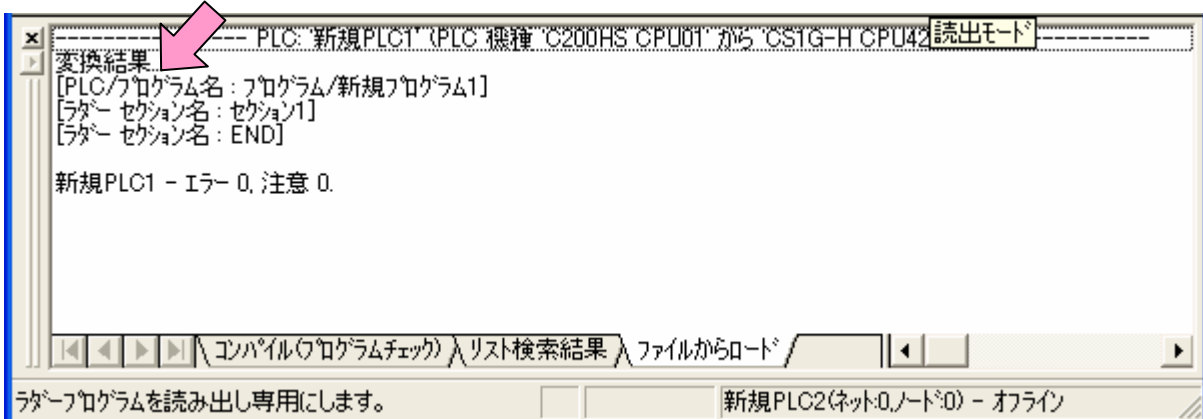 ---------------- PLC: '新規PLC1' (PLC 機種 'C200HS CPU01' から 'CS1G-H CPU42 ----------
読出モード
変換結果...
[PLC/プログラム名 : プログラム/新規プログラム1]
[ラダー セクション名 : セクション1]
[ラダー セクション名 : END]
新規PLC1 - エラー 0, 注意 0.
コンパイル(プログラムチェック) リスト検索結果 ファイルからロード
ラダープログラムを読み出し専用にします。 新規PLC2(ネット:0,ノード:0) - オフライン